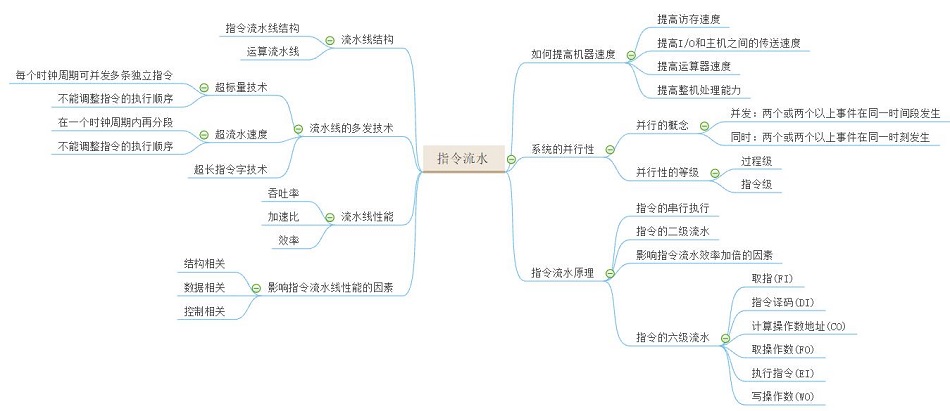 指令流水
如何提高机器速度
提高访存速度
提高I/O和主机之间的传送速度
提高运算器速度
提高整机处理能力
系统的并行性
并行的概念
并发：两个或两个以上事件在同一时间段发生
同时：两个或两个以上事件在同一时刻发生
并行性的等级
过程级
指令级
指令流水原理
指令的串行执行
指令的二级流水
影响指令流水效率加倍的因素
指令的六级流水
取指(FI)
指令译码(DI)
计算操作数地址(CO)
取操作数(FO)
执行指令(EI)
写操作数(WO)
流水线结构
指令流水线结构
运算流水线
流水线的多发技术
超标量技术
每个时钟周期可并发多条独立指令
不能调整指令的执行顺序
超流水速度
在一个时钟周期内再分段
不能调整指令的执行顺序
超长指令字技术
流水线性能
吞吐率
加速比
效率
影响指令流水线性能的因素
结构相关
数据相关
控制相关